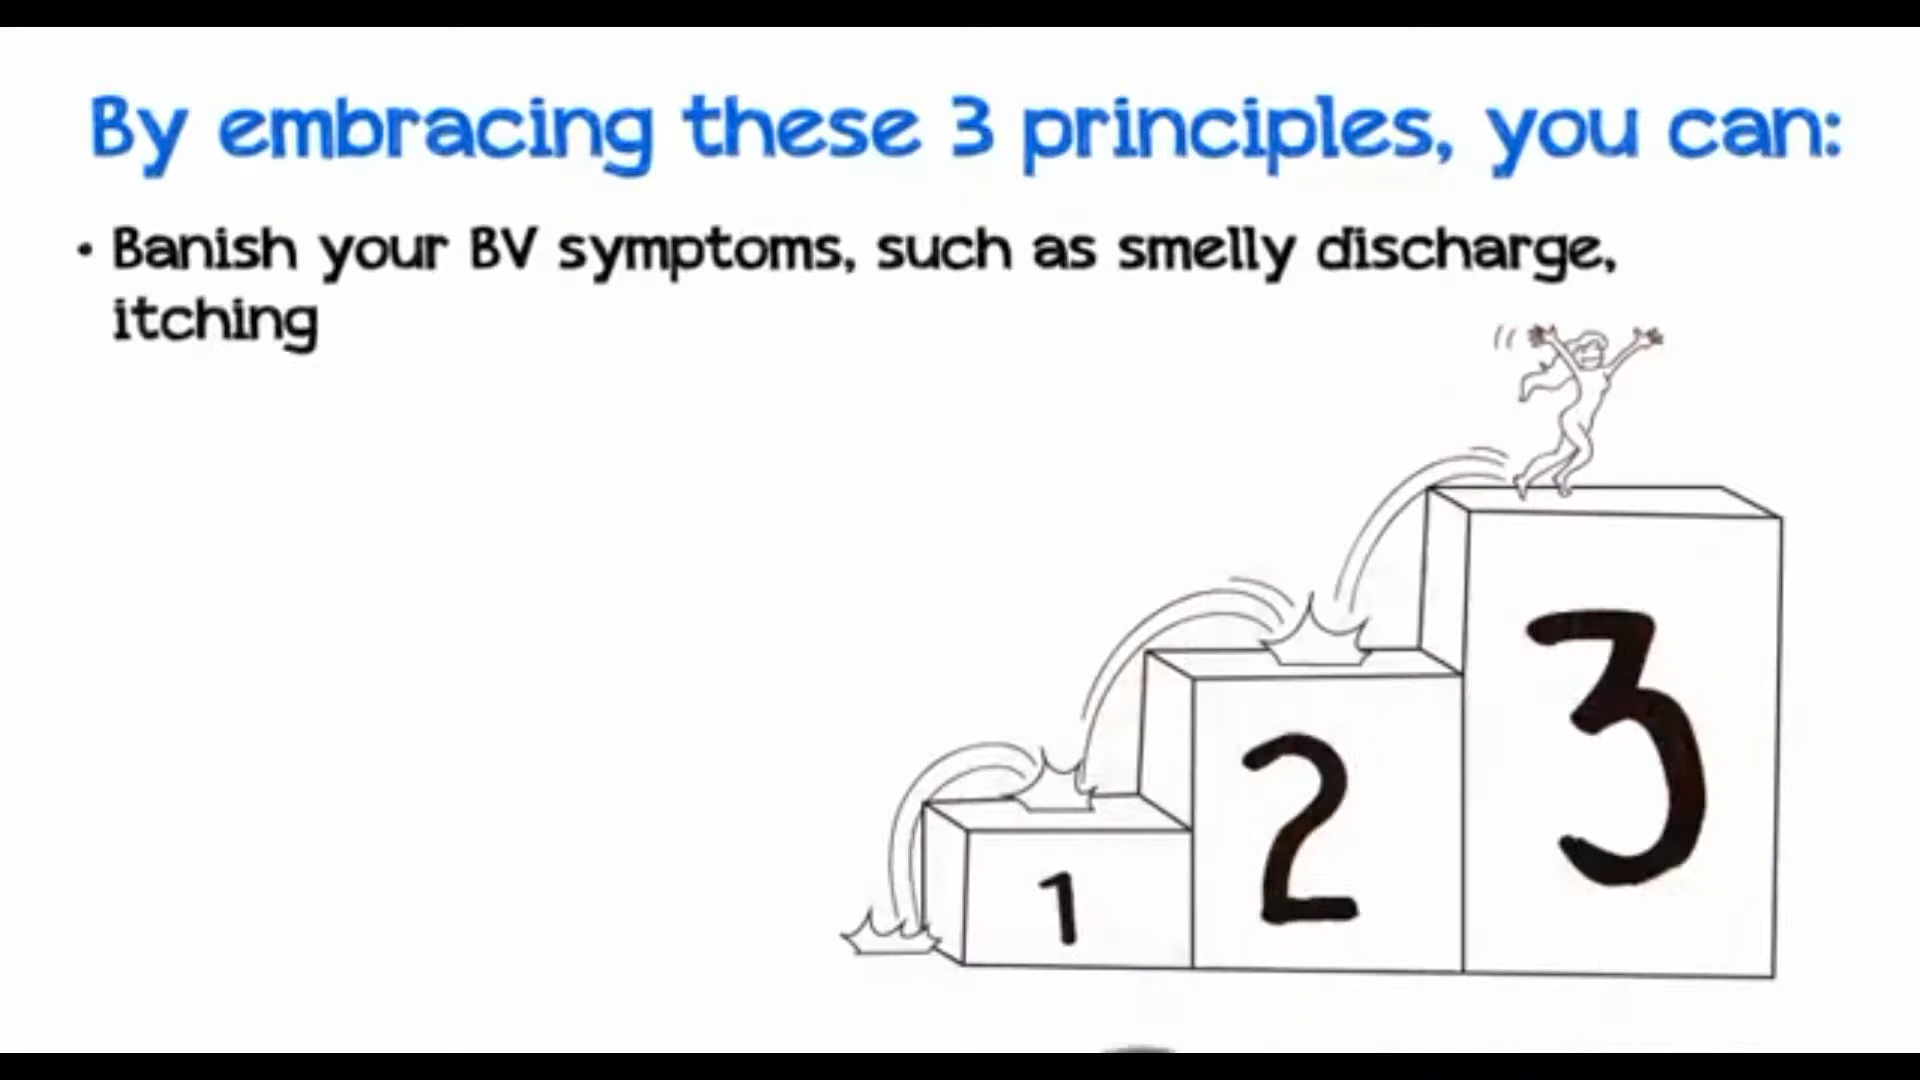 By embracing these 3 principles, you can:
• Banish your BV symptoms, such as smelly discharge,
itching
1
2
3